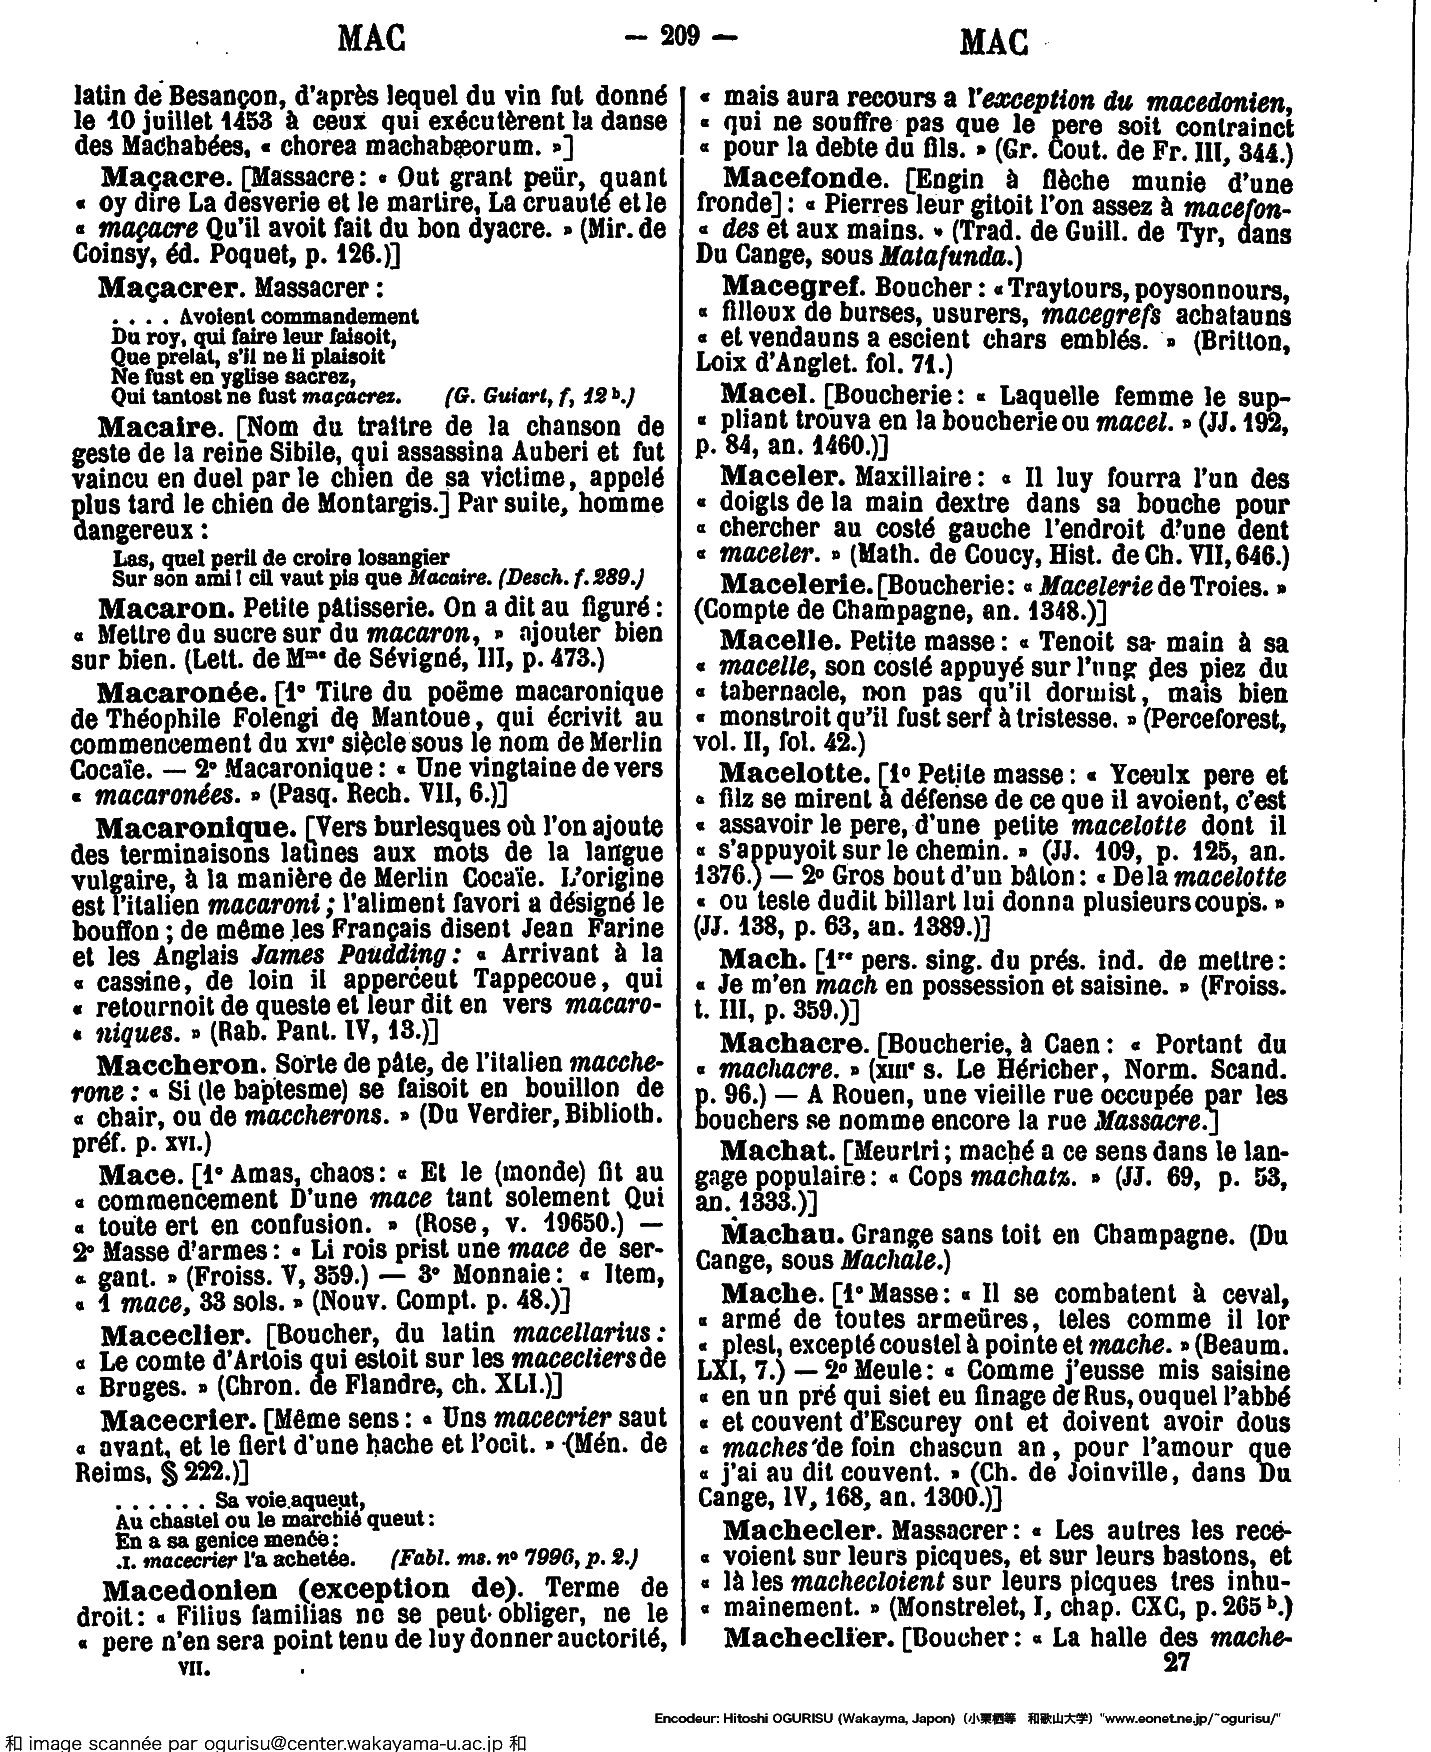 MAC — 209 — MAC
latin de Besançon, d'après lequel du vin fut donné
le 10 juillet 1453 à ceux qui exécutèrent la danse
des Machabées, « chorea machabæorum. »]
Maçacre. [Massacre : « Out grant peür, quant
« oy dire La desverie et le martire, La cruauté et le
« maçacre Qu'il avoit fait du bon dyacre. » (Mir. de
Coinsy, éd. Poquet, p. 126.)]
Maçacrer. Massacrer :
. . . . Avoient commandement
Du roy, qui faire leur faisoit,
Que prelat, s'il ne li plaisoit
Ne fust en yglise sacrez,
Qui tantost ne fust maçacrez. (G. Guiart, f, 12 b.)
Macaire. [Nom du traître de la chanson de
geste de la reine Sibile, qui assassina Auberi et fut
vaincu en duel par le chien de sa victime, appelé
plus tard le chien de Montargis.] Par suite, homme
dangereux :
Las, quel peril de croire losangier
Sur son ami ! cil vaut pis que Macaire. (Desch. f. 289.)
Macaron. Petite pâtisserie. On a dit au figuré :
« Mettre du sucre sur du macaron, » ajouter bien
sur bien. (Lett. de Mme de Sévigné, III, p. 473.)
Macaronée. [1° Titre du poëme macaronique
de Théophile Folengi de Mantoue, qui écrivit au
commencement du XVIe siècle sous le nom de Merlin
Cocaïe. — 2° Macaronique : « Une vingtaine de vers
« macaronées. » (Pasq. Rech. VII, 6.)]
Macaronique. [Vers burlesques où l'on ajoute
des terminaisons latines aux mots de la langue
vulgaire, à la manière de Merlin Cocaïe. L'origine
est l'italien macaroni ; l'aliment favori a désigné le
bouffon ; de même les Français disent Jean Farine
et les Anglais James Poudding : « Arrivant à la
« cassine, de loin il apperceut Tappecoue, qui
« retournoit de queste et leur dit en vers macaro-
« niques. » (Rab. Pant. IV, 13.)]
Maccheron. Sorte de pâte, de l'italien macche-
rone : « Si (le baptesme) se faisoit en bouillon de
« chair, ou de maccherons. » (Du Verdier, Biblioth.
préf. p. XVI.)
Mace. [1° Amas, chaos : « Et le (monde) fit au
« commencement D'une mace tant solement Qui
« toute ert en confusion. » (Rose, v. 19650.) —
2° Masse d'armes : « Li rois prist une mace de ser-
« gant. » (Froiss. V, 359.) — 3° Monnaie : « Item,
« 1 mace, 33 sols. » (Nouv. Compt. p. 48.)]
Maceclier. [Boucher, du latin macellarius :
« Le comte d'Artois qui estoit sur les macecliers de
« Bruges. » (Chron. de Flandre, ch. XLI.)]
Macecrier. [Même sens : « Uns macecrier saut
« avant, et le fiert d'une hache et l'ocit. » (Mén. de
Reims, § 222.)]
. . . . . . Sa voie aqueut,
Au chastel ou le marchié queut :
En a sa genice menée :
.I. macecrier l'a achetée. (Fabl. ms. n° 7996, p. 2.)
Macedonien (exception de). Terme de
droit : « Filius familias ne se peut obliger, ne le
« pere n'en sera point tenu de luy donner auctorité,
VII.
« mais aura recours a l'exception du macedonien,
« qui ne souffre pas que le pere soit contrainct
« pour la debte du fils. » (Gr. Cout. de Fr. III, 344.)
Macefonde. [Engin à flèche munie d'une
fronde] : « Pierres leur gitoit l'on assez à macefon-
« des et aux mains. » (Trad. de Guill. de Tyr, dans
Du Cange, sous Matafunda.)
Macegref. Boucher : « Traytours, poysonnours,
« filloux de burses, usurers, macegrefs achatauns
« et vendauns a escient chars emblés. » (Britton,
Loix d'Anglet. fol. 71.)
Macel. [Boucherie : « Laquelle femme le sup-
« pliant trouva en la boucherie ou macel. » (JJ. 192,
p. 84, an. 1460.)]
Maceler. Maxillaire : « Il luy fourra l'un des
« doigts de la main dextre dans sa bouche pour
« chercher au costé gauche l'endroit d'une dent
« maceler. » (Math. de Coucy, Hist. de Ch. VII, 646.)
Macelerie. [Boucherie : « Macelerie de Troies. »
(Compte de Champagne, an. 1348.)]
Macelle. Petite masse : « Tenoit sa main à sa
« macelle, son costé appuyé sur l'ung des piez du
« tabernacle, non pas qu'il dormist, mais bien
« monstroit qu'il fust serf à tristesse. » (Perceforest,
vol. II, fol. 42.)
Macelotte. [1° Petite masse : « Yceulx pere et
« filz se mirent à défense de ce que il avoient, c'est
« assavoir le pere, d'une petite macelotte dont il
« s'appuyoit sur le chemin. » (JJ. 109, p. 125, an.
1376.) — 2° Gros bout d'un bâton : « De la macelotte
« ou teste dudit billart lui donna plusieurs coups. »
(JJ. 138, p. 63, an. 1389.)]
Mach. [1re pers. sing. du prés. ind. de mettre :
« Je m'en mach en possession et saisine. » (Froiss.
t. III, p. 359.)]
Machacre. [Boucherie, à Caen : « Portant du
« machacre. » (XIIIe s. Le Héricher, Norm. Scand.
p. 96.) — A Rouen, une vieille rue occupée par les
bouchers se nomme encore la rue Massacre.]
Machat. [Meurtri ; maché a ce sens dans le lan-
gage populaire : « Cops machatz. » (JJ. 69, p. 53,
an. 1333.)]
Machau. Grange sans toit en Champagne. (Du
Cange, sous Machale.)
Mache. [1° Masse : « Il se combatent à ceval,
« armé de toutes armeüres, teles comme il lor
« plest, excepté coustel à pointe et mache. » (Beaum.
LXI, 7.) — 2° Meule : « Comme j'eusse mis saisine
« en un pré qui siet eu finage de Rus, ouquel l'abbé
« et couvent d'Escurey ont et doivent avoir dous
« maches de foin chascun an, pour l'amour que
« j'ai au dit couvent. » (Ch. de Joinville, dans Du
Cange, IV, 168, an. 1300.)]
Machecler. Massacrer : « Les autres les rece-
« voient sur leurs picques, et sur leurs bastons, et
« là les machecloient sur leurs picques tres inhu-
« mainement. » (Monstrelet, I, chap. CXC, p. 265 b.)
Macheclier. [Boucher : « La halle des mache-
27
Encodeur: Hitoshi OGURISU (Wakayma, Japon) (小栗栖等 和歌山大学) "www.eonet.ne.jp/~ogurisu/"
和 image scannée par ogurisu@center.wakayama-u.ac.jp 和